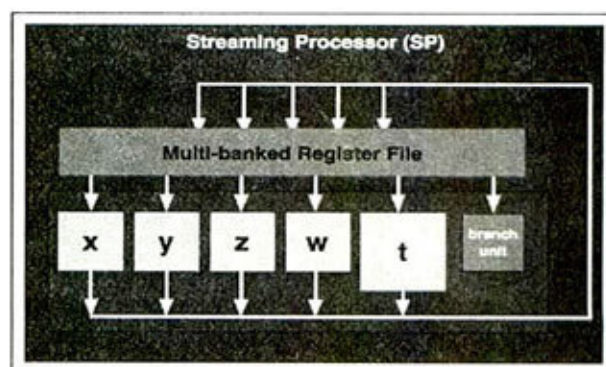 Streaming Processor (SP)
Multi-banked Register File
x y z w t
branch
unit